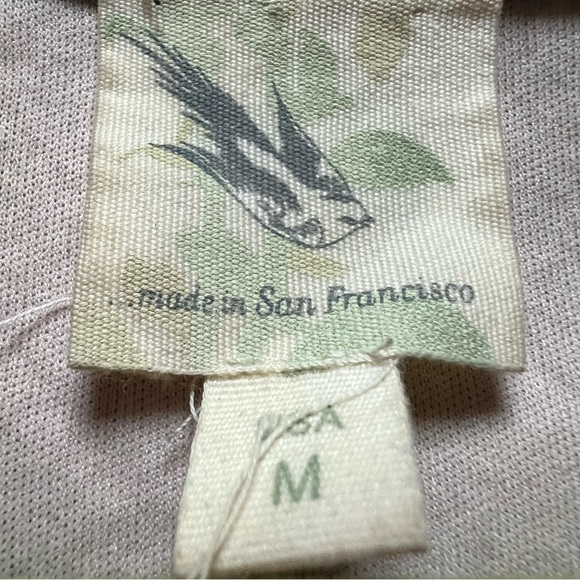 ...made in San Francisco
USA
M